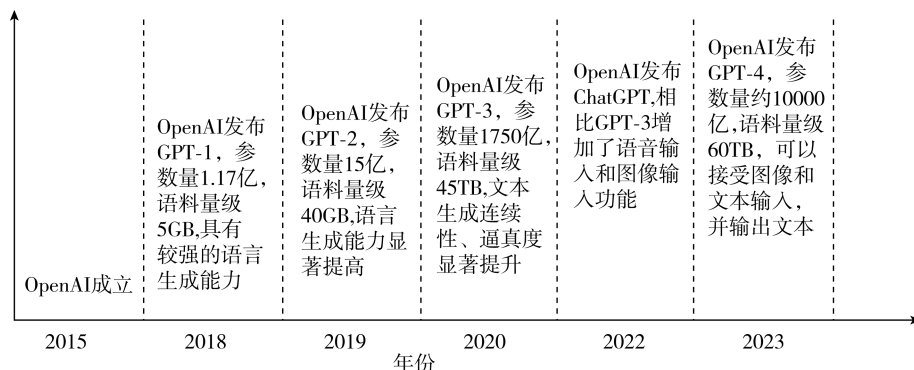 OpenAI成立
OpenAI发布
GPT-1，参
数量1.17亿,
语料量级
5GB,具有
较强的语言
生成能力
OpenAI发布
GPT-2，参
数量15亿,
语料量级
40GB,语言
生成能力显
著提高
OpenAI发布
GPT-3，参
数量1750亿,
语料量级
45TB,文本
生成连续
性、逼真度
显著提升
OpenAI发布
ChatGPT,相
比GPT-3增
加了语音输
入和图像输
入功能
OpenAI发布
GPT-4，参
数量约10000
亿,语料量级
60TB，可以
接受图像和
文本输入，
并输出文本
2015
2018
2019
2020
2022
2023
年份